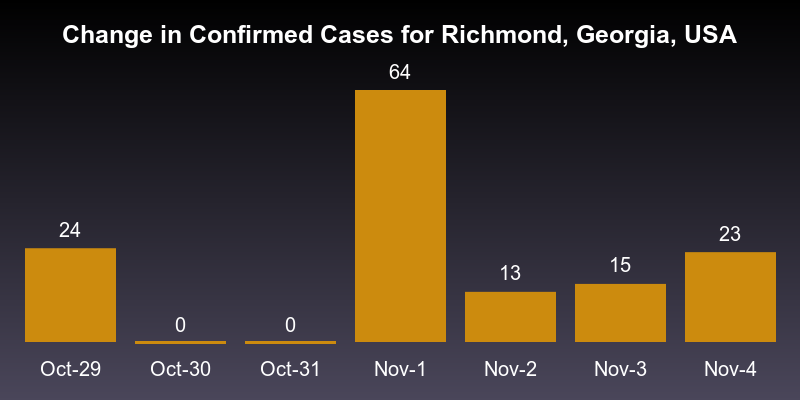 Change in Confirmed Cases for Richmond, Georgia, USA
64
24
0
0
13
15
23
Oct-29
Oct-30
Oct-31
Nov-1
Nov-2
Nov-3
Nov-4